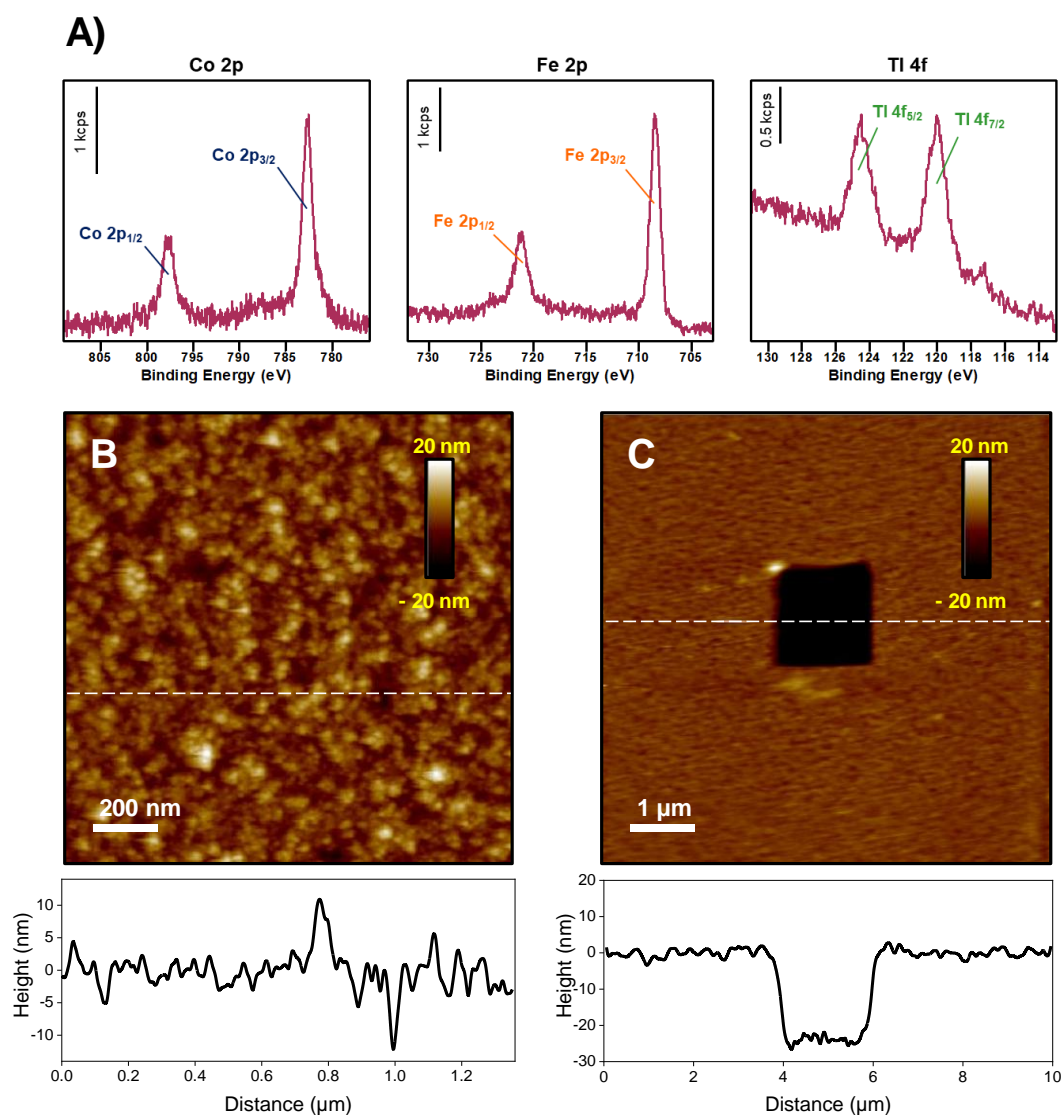 A)
Co 2p
Fe 2p
Tl 4f
1 kcps
Co 2p3/2
Co 2p1/2
805 800 795 790 785 780
Binding Energy (eV)
1 kcps
Fe 2p3/2
Fe 2p1/2
730 725 720 715 710 705
Binding Energy (eV)
0.5 kcps
Tl 4f5/2
Tl 4f7/2
130 128 126 124 122 120 118 116 114
Binding Energy (eV)
B
20 nm
- 20 nm
200 nm
C
20 nm
- 20 nm
1 µm
Height (nm)
10
5
0
-5
-10
0.0 0.2 0.4 0.6 0.8 1.0 1.2
Distance (µm)
Height (nm)
20
10
0
-10
-20
-30
0 2 4 6 8 10
Distance (µm)